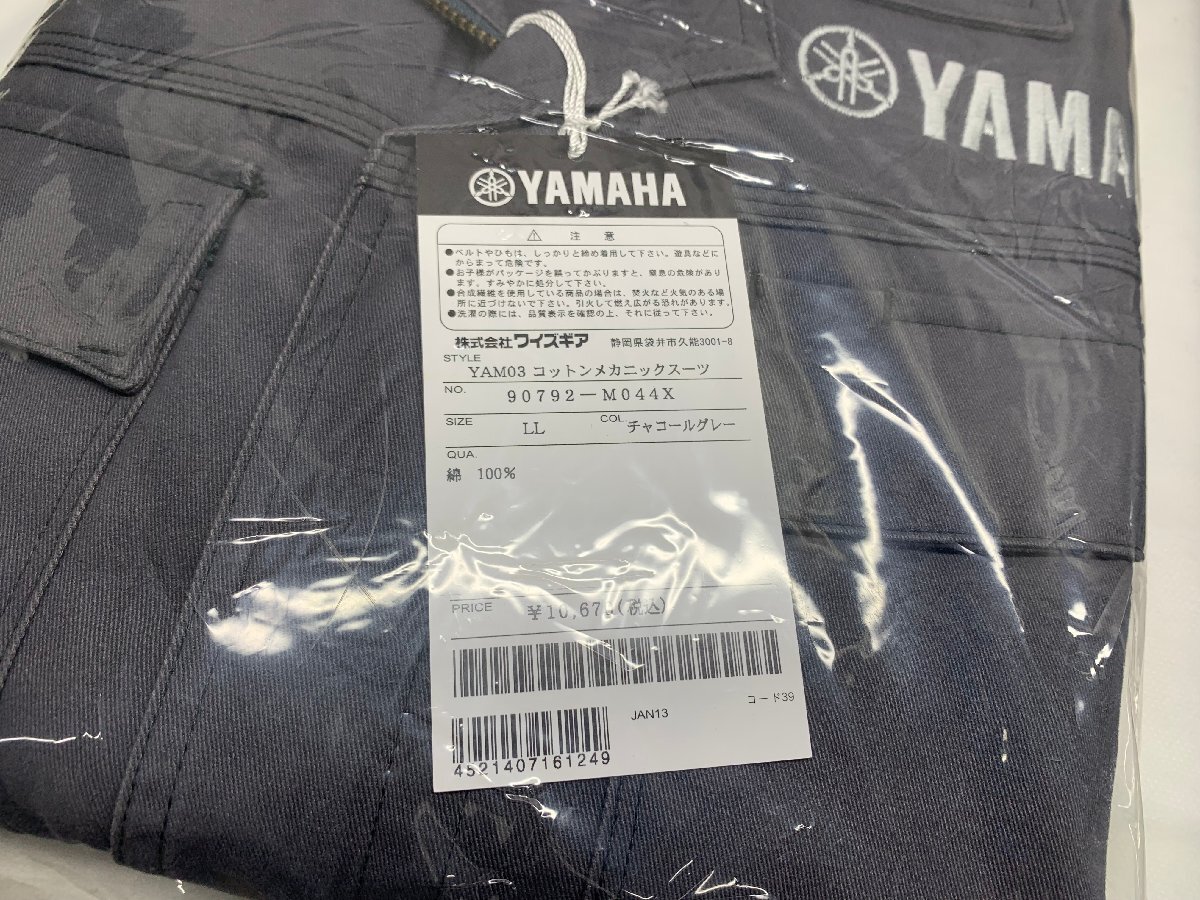 YAMA
YAMAHA
⚠ 注意
●ベルトやひもは、しっかりと締め着用して下さい。遊具などに
からまって危険です。
●お子様がパッケージを誤ってかぶりますと、窒息の危険があり
ます。すみやかに処分して下さい。
●合成繊維を使用している商品の場合は、焚火など火気のある場
所に近づけないで下さい。引火して燃え広がる恐れがあります。
●洗濯の際には、品質表示を確認の上、それに従って下さい。
株式会社ワイズギア 静岡県袋井市久能3001-8
STYLE
YAM03 コットンメカニックスーツ
NO. 90792-M044X
SIZE LL COL. チャコールグレー
QUA.
綿 100%
PRICE ¥10,67 (税込)
JAN13 コード39
4521407161249